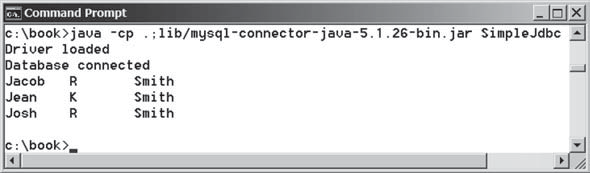 Command Prompt
c:\book>java -cp .;lib/mysql-connector-java-5.1.26-bin.jar SimpleJdbc
Driver loaded
Database connected
Jacob   R       Smith
Jean    K       Smith
Josh    R       Smith
c:\book>